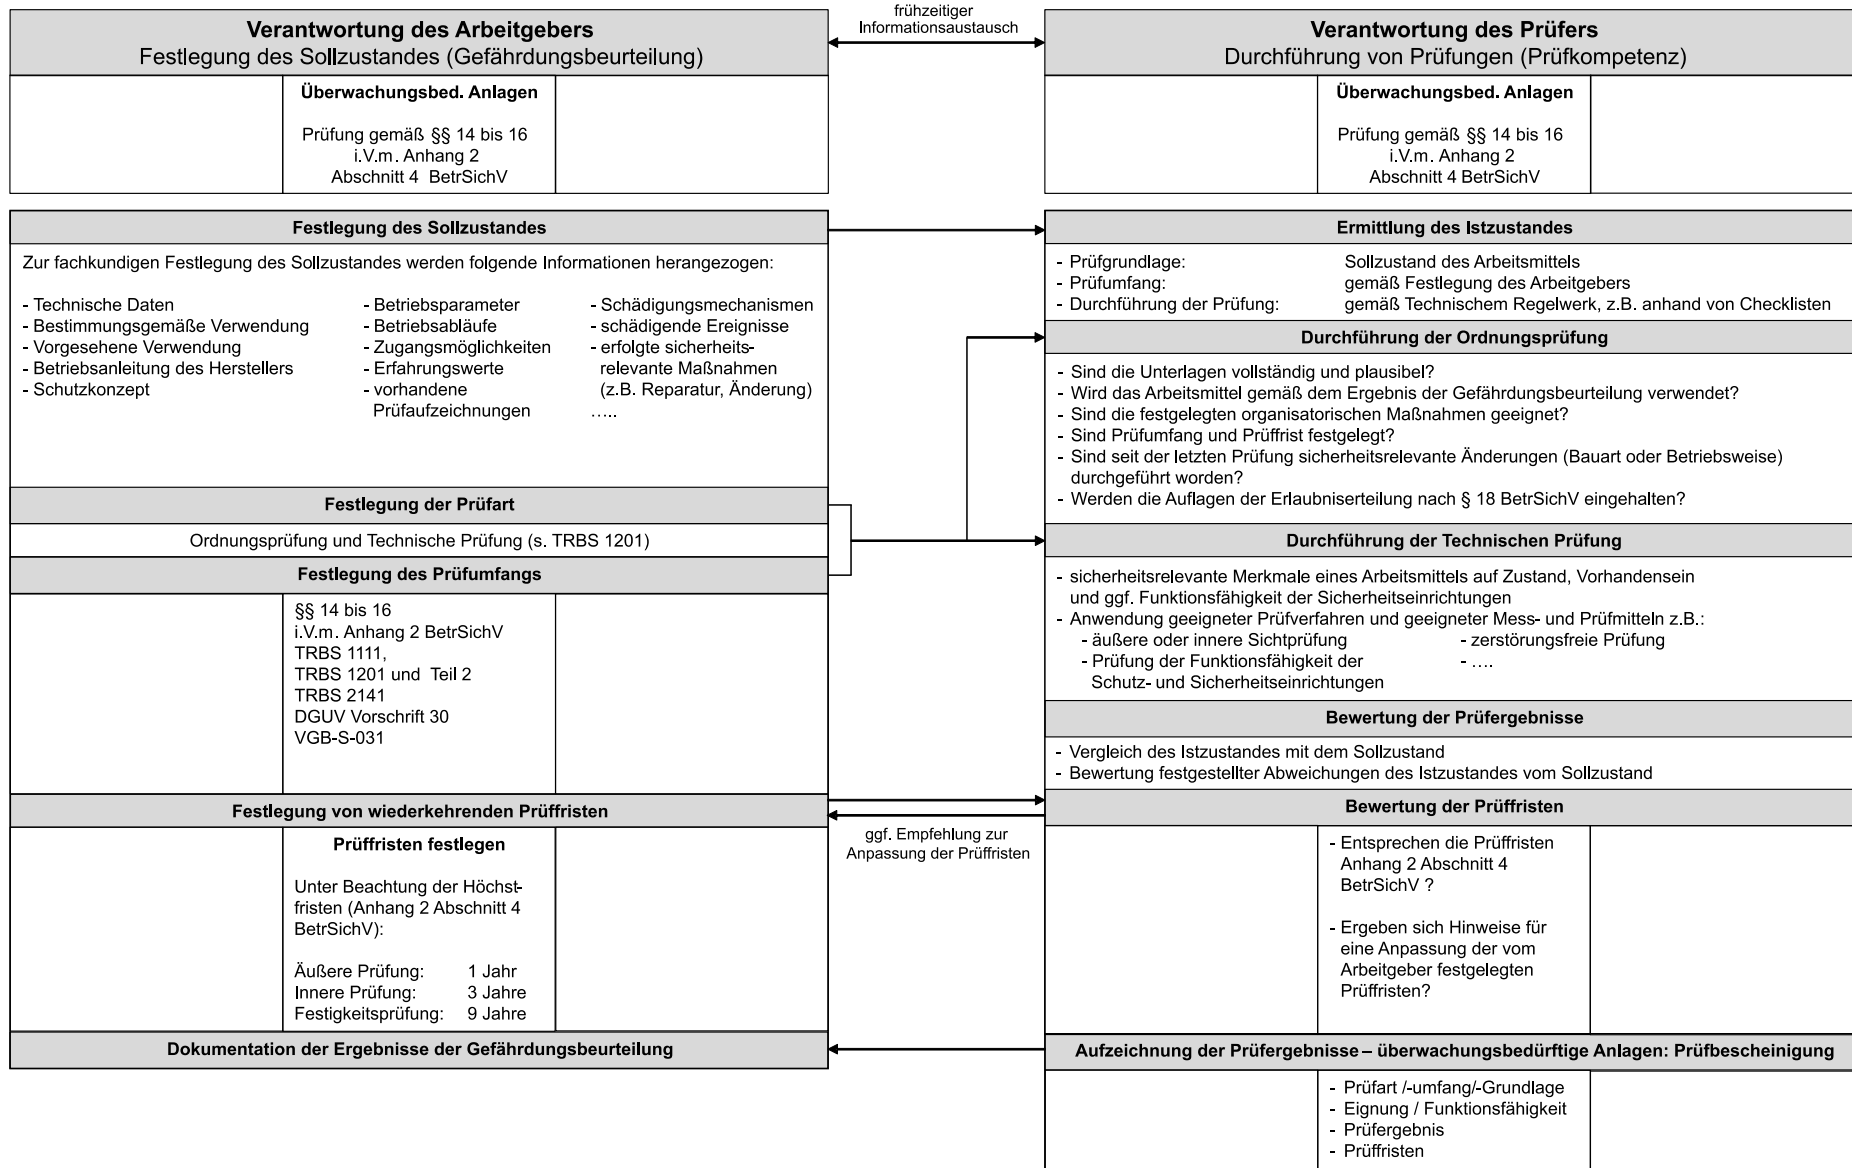 Verantwortung des Arbeitgebers
Festlegung des Sollzustandes (Gefährdungsbeurteilung)
frühzeitiger
Informationsaustausch
Verantwortung des Prüfers
Durchführung von Prüfungen (Prüfkompetenz)
Überwachungsbed. Anlagen
Prüfung gemäß §§ 14 bis 16
i.V.m. Anhang 2
Abschnitt 4 BetrSichV
Überwachungsbed. Anlagen
Prüfung gemäß §§ 14 bis 16
i.V.m. Anhang 2
Abschnitt 4 BetrSichV
Festlegung des Sollzustandes
Zur fachkundigen Festlegung des Sollzustandes werden folgende Informationen herangezogen:
- Technische Daten
- Bestimmungsgemäße Verwendung
- Vorgesehene Verwendung
- Betriebsanleitung des Herstellers
- Schutzkonzept
- Betriebsparameter
- Betriebsabläufe
- Zugangsmöglichkeiten
- Erfahrungswerte
- vorhandene
Prüfaufzeichnungen
- Schädigungsmechanismen
- schädigende Ereignisse
- erfolgte sicherheits-
relevante Maßnahmen
(z.B. Reparatur, Änderung)
.....
Festlegung der Prüfart
Ordnungsprüfung und Technische Prüfung (s. TRBS 1201)
Festlegung des Prüfumfangs
§§ 14 bis 16
i.V.m. Anhang 2 BetrSichV
TRBS 1111,
TRBS 1201 und Teil 2
TRBS 2141
DGUV Vorschrift 30
VGB-S-031
Festlegung von wiederkehrenden Prüffristen
Prüffristen festlegen
Unter Beachtung der Höchst-
fristen (Anhang 2 Abschnitt 4
BetrSichV):
Äußere Prüfung: 1 Jahr
Innere Prüfung: 3 Jahre
Festigkeitsprüfung: 9 Jahre
Dokumentation der Ergebnisse der Gefährdungsbeurteilung
ggf. Empfehlung zur
Anpassung der Prüffristen
Ermittlung des Istzustandes
- Prüfgrundlage: Sollzustand des Arbeitsmittels
- Prüfumfang: gemäß Festlegung des Arbeitgebers
- Durchführung der Prüfung: gemäß Technischem Regelwerk, z.B. anhand von Checklisten
Durchführung der Ordnungsprüfung
- Sind die Unterlagen vollständig und plausibel?
- Wird das Arbeitsmittel gemäß dem Ergebnis der Gefährdungsbeurteilung verwendet?
- Sind die festgelegten organisatorischen Maßnahmen geeignet?
- Sind Prüfumfang und Prüffrist festgelegt?
- Sind seit der letzten Prüfung sicherheitsrelevante Änderungen (Bauart oder Betriebsweise)
durchgeführt worden?
- Werden die Auflagen der Erlaubniserteilung nach § 18 BetrSichV eingehalten?
Durchführung der Technischen Prüfung
- sicherheitsrelevante Merkmale eines Arbeitsmittels auf Zustand, Vorhandensein
und ggf. Funktionsfähigkeit der Sicherheitseinrichtungen
- Anwendung geeigneter Prüfverfahren und geeigneter Mess- und Prüfmitteln z.B.:
- äußere oder innere Sichtprüfung
- Prüfung der Funktionsfähigkeit der
Schutz- und Sicherheitseinrichtungen
- zerstörungsfreie Prüfung
- ....
Bewertung der Prüfergebnisse
- Vergleich des Istzustandes mit dem Sollzustand
- Bewertung festgestellter Abweichungen des Istzustandes vom Sollzustand
Bewertung der Prüffristen
- Entsprechen die Prüffristen
Anhang 2 Abschnitt 4
BetrSichV ?
- Ergeben sich Hinweise für
eine Anpassung der vom
Arbeitgeber festgelegten
Prüffristen?
Aufzeichnung der Prüfergebnisse – überwachungsbedürftige Anlagen: Prüfbescheinigung
- Prüfart /-umfang/-Grundlage
- Eignung / Funktionsfähigkeit
- Prüfergebnis
- Prüffristen